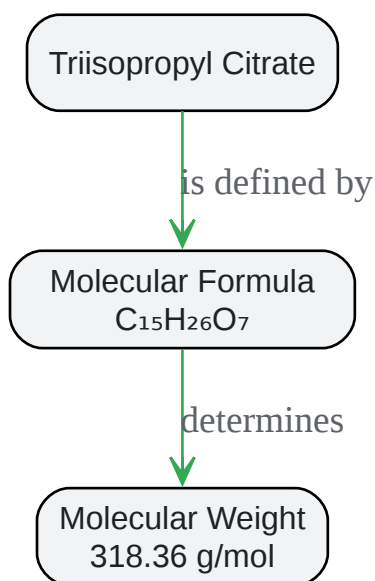 Triisopropyl Citrate
is defined by
Molecular Formula
C₁₅H₂₆O₇
determines
Molecular Weight
318.36 g/mol